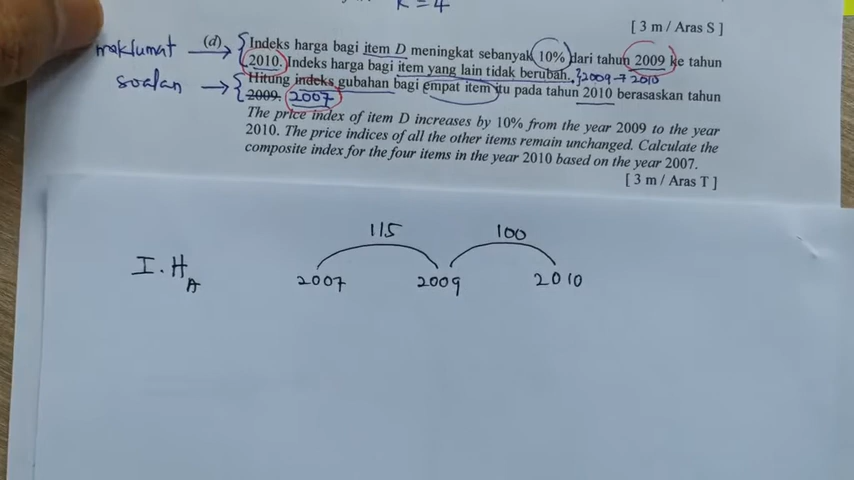 K = 4
[ 3 m / Aras S ]
maklumat (d) Indeks harga bagi item D meningkat sebanyak 10% dari tahun 2009 ke tahun
2010. Indeks harga bagi item yang lain tidak berubah. } 2009 → 2010
soalan Hitung indeks gubahan bagi empat item itu pada tahun 2010 berasaskan tahun
2009. 2007
The price index of item D increases by 10% from the year 2009 to the year
2010. The price indices of all the other items remain unchanged. Calculate the
composite index for the four items in the year 2010 based on the year 2007.
[ 3 m / Aras T ]
115 100
I.H_A 2007 2009 2010